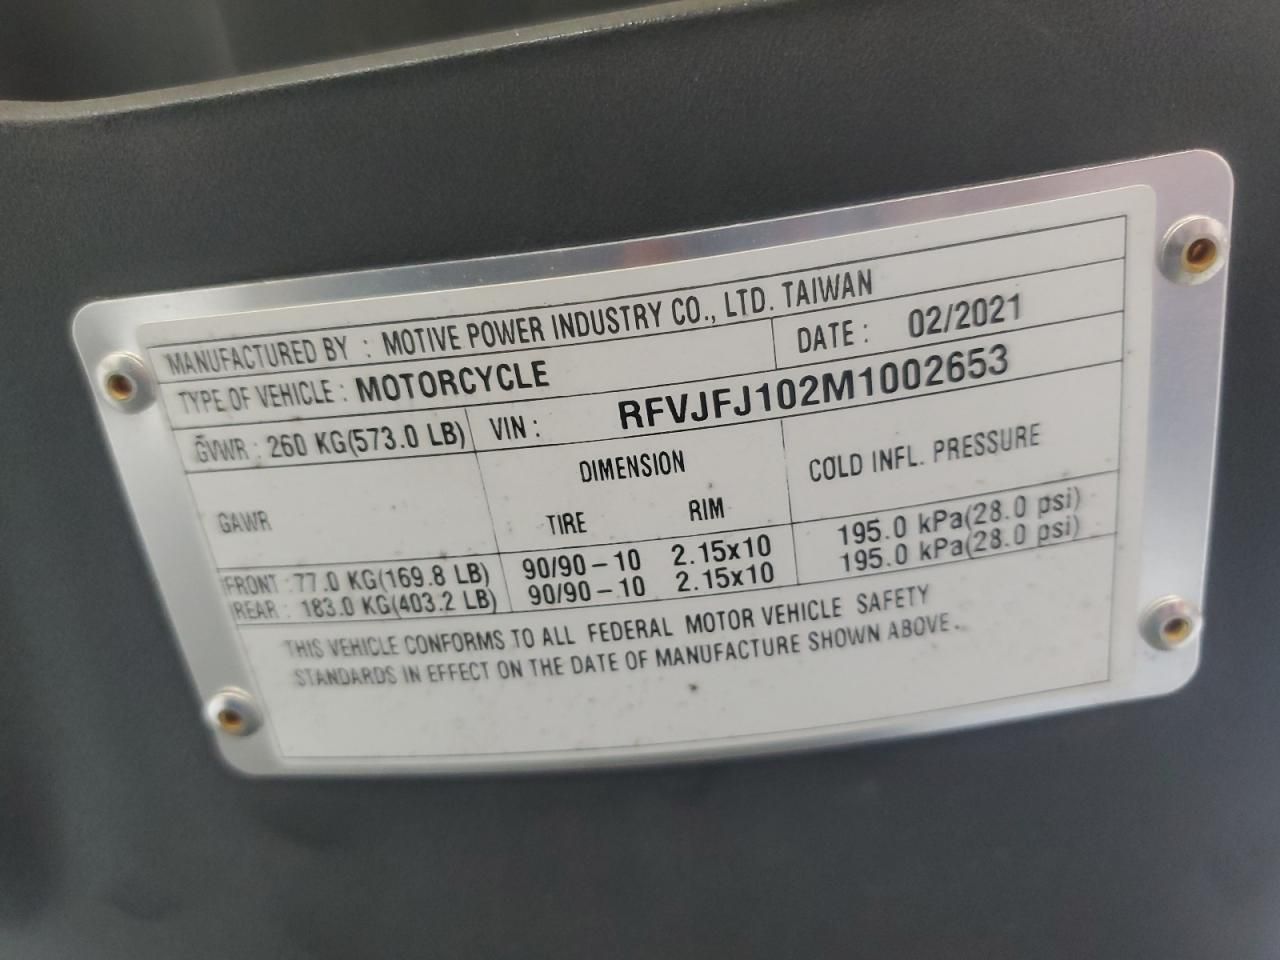 MANUFACTURED BY : MOTIVE POWER INDUSTRY CO., LTD. TAIWAN
TYPE OF VEHICLE : MOTORCYCLE DATE : 02/2021
GVWR : 260 KG(573.0 LB) VIN : RFVJFJ102M1002653
GAWR DIMENSION COLD INFL. PRESSURE
TIRE RIM
FRONT : 77.0 KG(169.8 LB) 90/90-10 2.15x10 195.0 kPa(28.0 psi)
REAR : 183.0 KG(403.2 LB) 90/90-10 2.15x10 195.0 kPa(28.0 psi)
THIS VEHICLE CONFORMS TO ALL FEDERAL MOTOR VEHICLE SAFETY
STANDARDS IN EFFECT ON THE DATE OF MANUFACTURE SHOWN ABOVE.